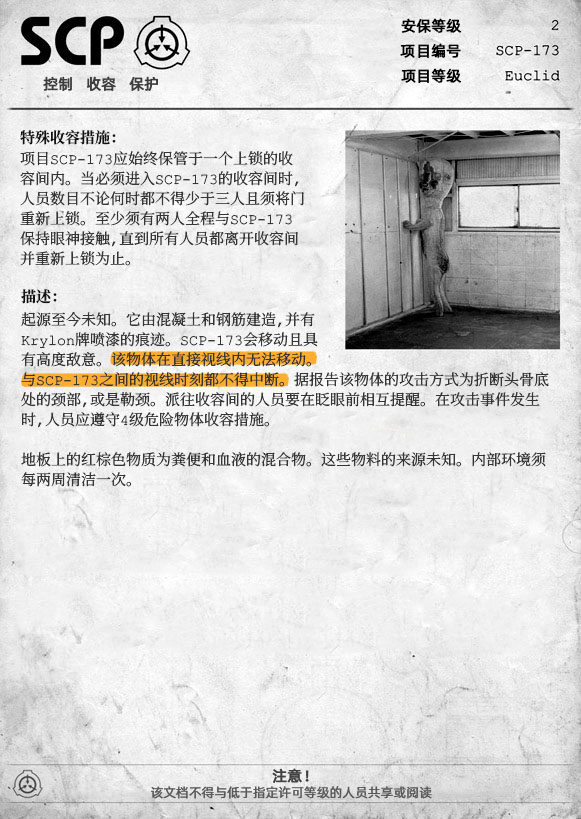 SCP
控制 收容 保护
安保等级 2
项目编号 SCP-173
项目等级 Euclid
特殊收容措施:
项目SCP-173应始终保管于一个上锁的收
容间内。当必须进入SCP-173的收容间时,
人员数目不论何时都不得少于三人且须将门
重新上锁。至少须有两人全程与SCP-173
保持眼神接触,直到所有人员都离开收容间
并重新上锁为止。
描述:
起源至今未知。它由混凝土和钢筋建造,并有
Krylon牌喷漆的痕迹。SCP-173会移动且具
有高度敌意。该物体在直接视线内无法移动。
与SCP-173之间的视线时刻都不得中断。据报告该物体的攻击方式为折断头骨底
处的颈部,或是勒颈。派往收容间的人员要在眨眼前相互提醒。在攻击事件发生
时,人员应遵守4级危险物体收容措施。
地板上的红棕色物质为粪便和血液的混合物。这些物料的来源未知。内部环境须
每两周清洁一次。
注意!
该文档不得与低于指定许可等级的人员共享或阅读